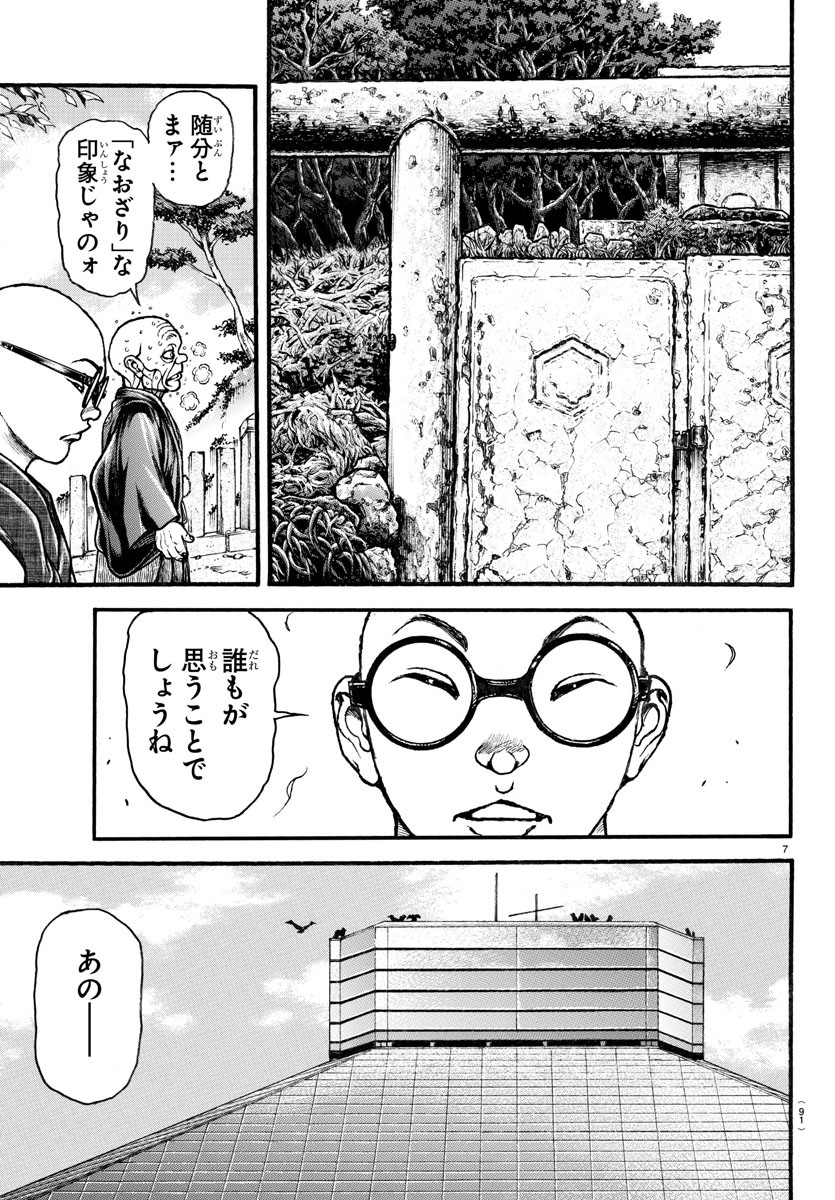 随分と
まァ…
「なおざり」な
印象じゃのォ
誰もが
思うことで
しょうね
7
あのー
(91)